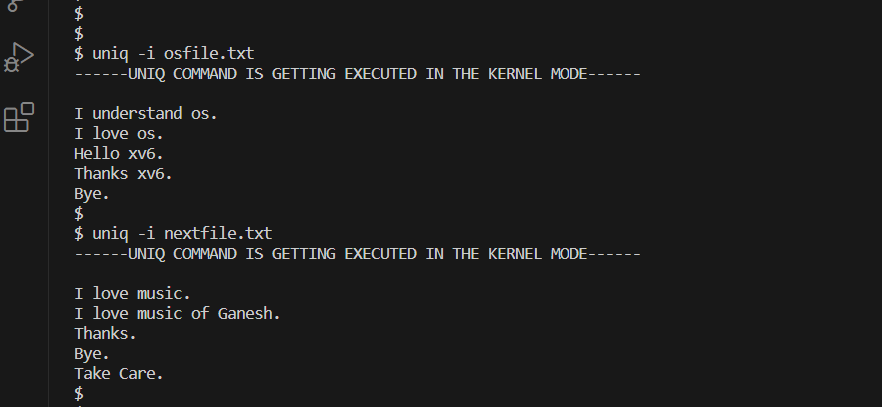 $
$
$ uniq -i osfile.txt
------UNIQ COMMAND IS GETTING EXECUTED IN THE KERNEL MODE------
I understand os.
I love os.
Hello xv6.
Thanks xv6.
Bye.
$
$ uniq -i nextfile.txt
------UNIQ COMMAND IS GETTING EXECUTED IN THE KERNEL MODE------
I love music.
I love music of Ganesh.
Thanks.
Bye.
Take Care.
$